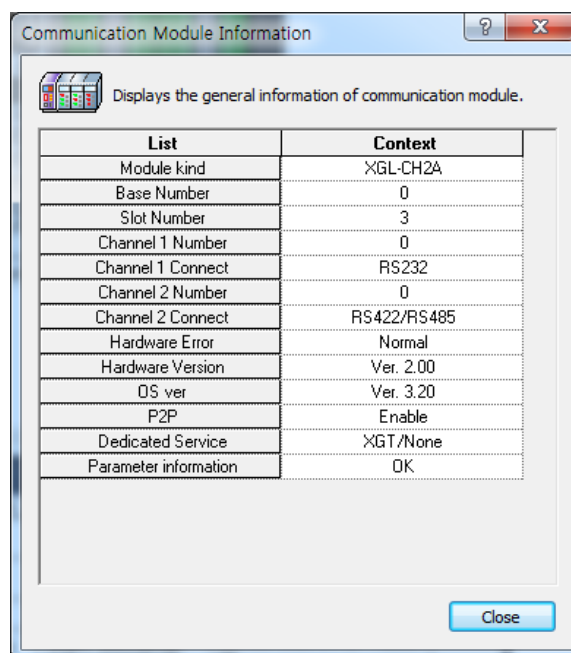 Communication Module Information
Displays the general information of communication module.
List Context
Module kind XGL-CH2A
Base Number 0
Slot Number 3
Channel 1 Number 0
Channel 1 Connect RS232
Channel 2 Number 0
Channel 2 Connect RS422/RS485
Hardware Error Normal
Hardware Version Ver. 2.00
OS ver Ver. 3.20
P2P Enable
Dedicated Service XGT/None
Parameter information OK
Close